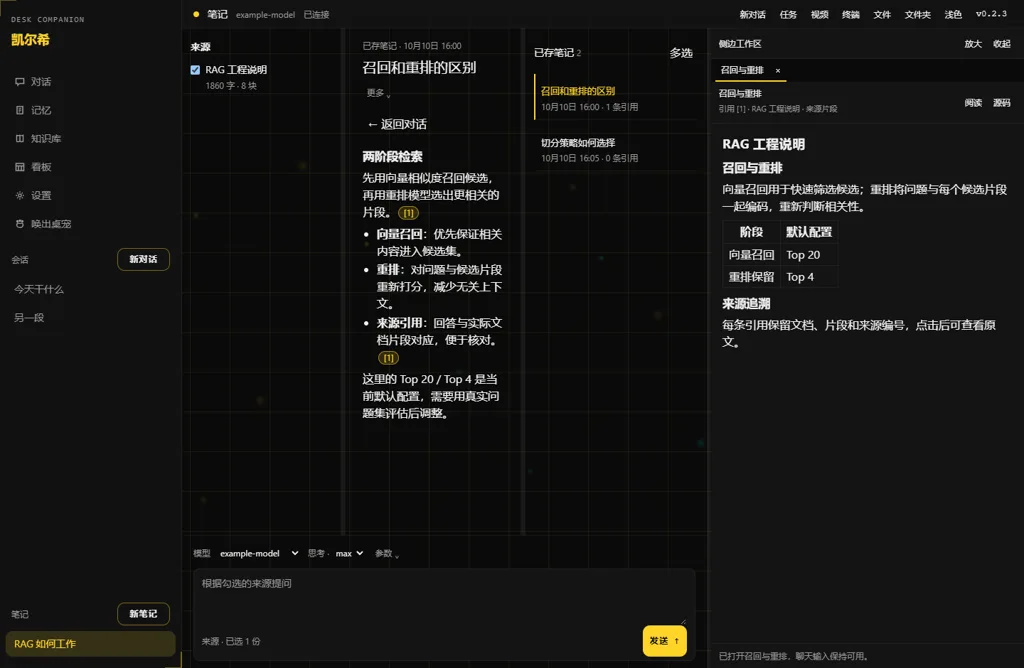 DESK COMPANION
凯尔希
对话
记忆
知识库
看板
设置
唤出桌宠
会话
新对话
今天干什么
另一段
笔记
新笔记
RAG 如何工作
笔记 example-model 已连接
新对话 任务 视频 终端 文件 文件夹 浅色 v0.2.3
来源
RAG 工程说明
1860 字 · 8 块
已存笔记 · 10月10日 16:00
召回和重排的区别
更多
← 返回对话
两阶段检索
先用向量相似度召回候选，
再用重排模型选出更相关的
片段。 [1]
• 向量召回：优先保证相关
内容进入候选集。
• 重排：对问题与候选片段
重新打分，减少无关上下
文。
• 来源引用：回答与实际文
档片段对应，便于核对。
[1]
这里的 Top 20 / Top 4 是当
前默认配置，需要用真实问
题集评估后调整。
已存笔记 2
多选
召回和重排的区别
10月10日 16:00 · 1 条引用
切分策略如何选择
10月10日 16:05 · 0 条引用
模型 example-model 思考 · max 参数
根据勾选的来源提问
来源 · 已选 1 份
发送 ↑
侧边工作区
放大 收起
召回与重排 ×
召回与重排
引用 [1] · RAG 工程说明 · 来源片段
阅读 源码
RAG 工程说明
召回与重排
向量召回用于快速筛选候选；重排将问题与每个候选片段
一起编码，重新判断相关性。
阶段 默认配置
向量召回 Top 20
重排保留 Top 4
来源追溯
每条引用保留文档、片段和来源编号，点击后可查看原
文。
已打开召回与重排，聊天输入保持可用。